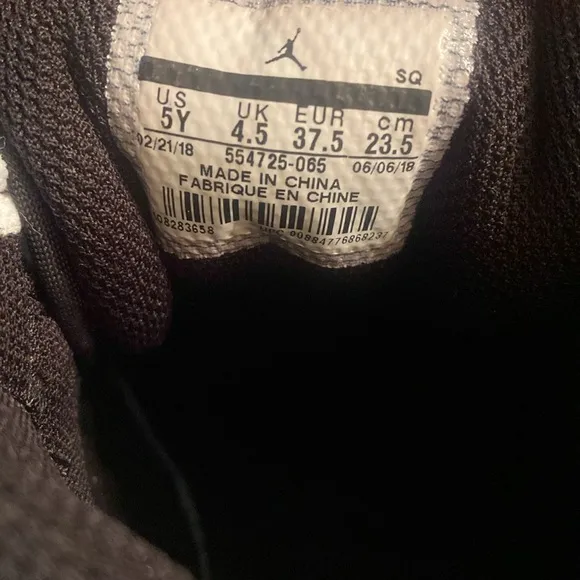 SQ
US UK EUR cm
5Y 4.5 37.5 23.5
02/21/18 554725-065 06/06/18
MADE IN CHINA
FABRIQUE EN CHINE